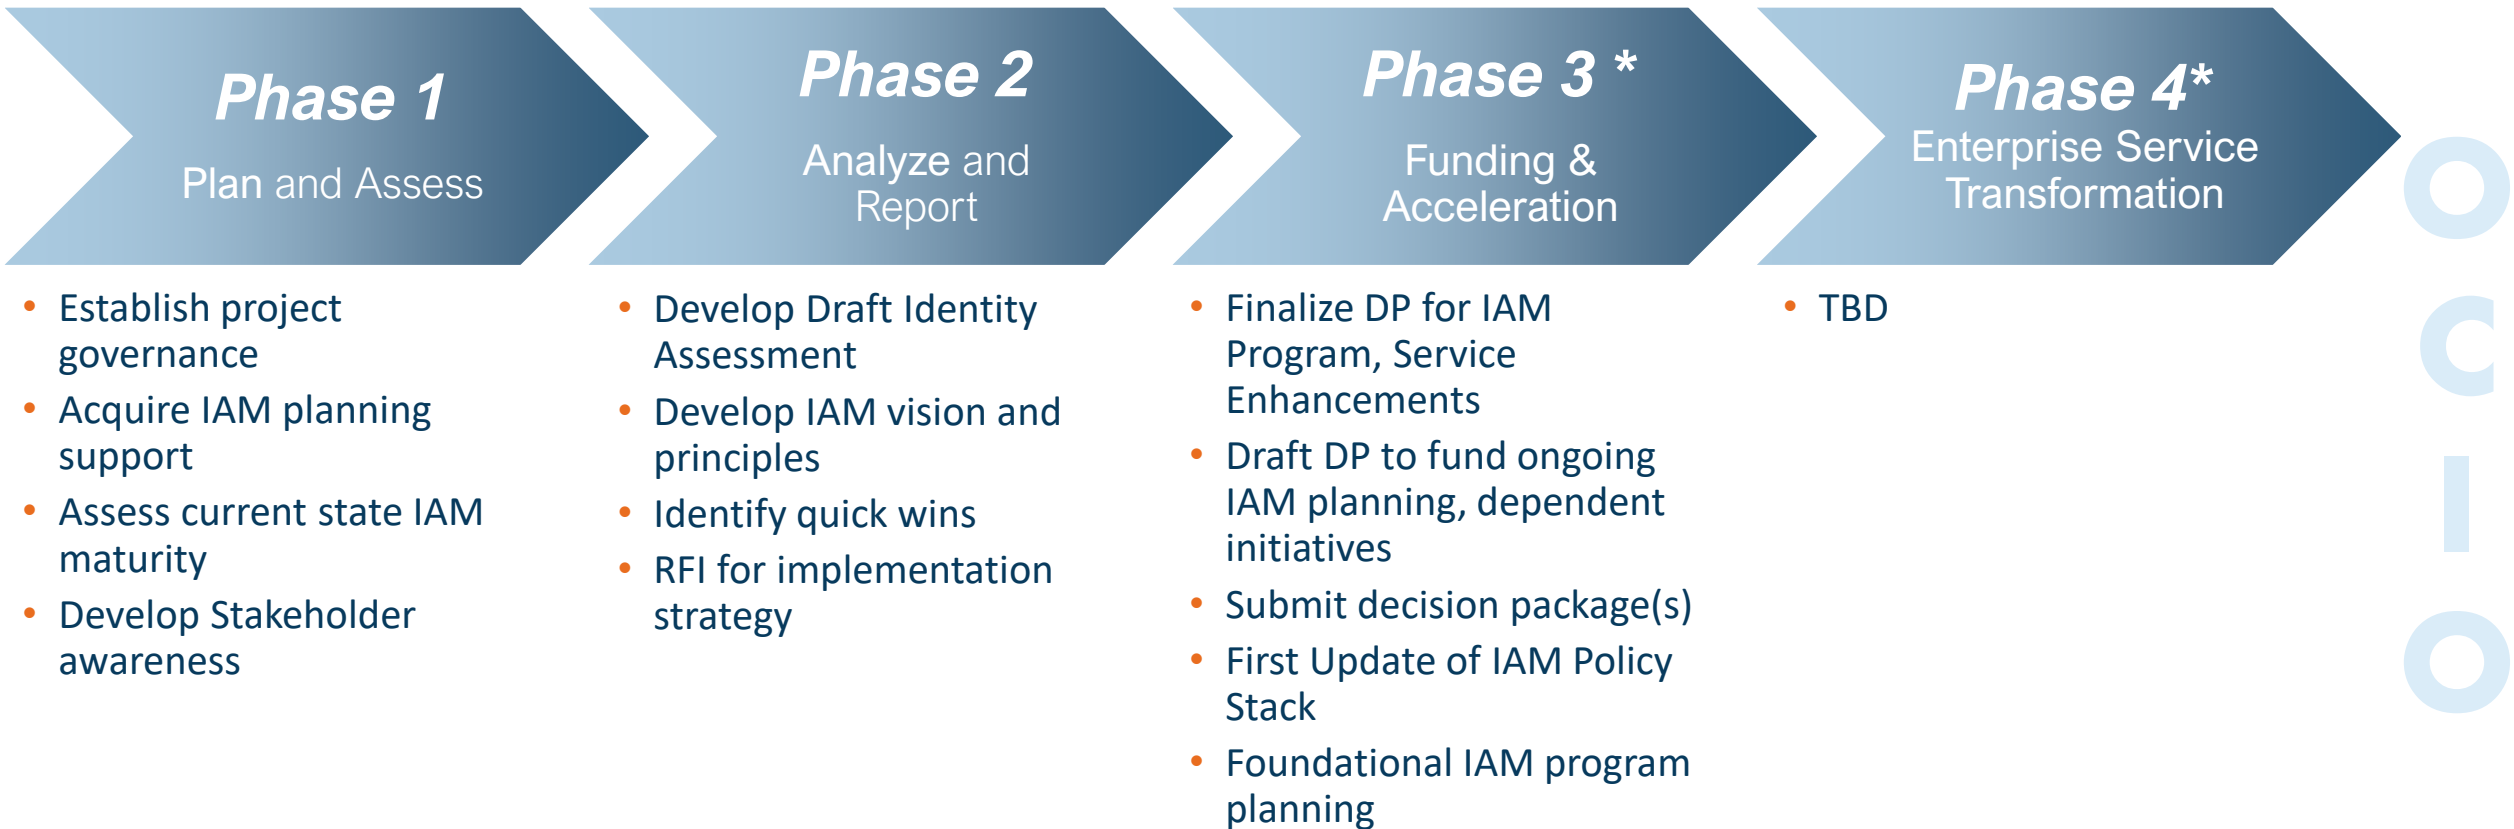 Phase 1
Plan and Assess
• Establish project
governance
• Acquire IAM planning
support
• Assess current state IAM
maturity
• Develop Stakeholder
awareness
Phase 2
Analyze and
Report
• Develop Draft Identity
Assessment
• Develop IAM vision and
principles
• Identify quick wins
• RFI for implementation
strategy
Phase 3 *
Funding &
Acceleration
• Finalize DP for IAM
Program, Service
Enhancements
• Draft DP to fund ongoing
IAM planning, dependent
initiatives
• Submit decision package(s)
• First Update of IAM Policy
Stack
• Foundational IAM program
planning
Phase 4*
Enterprise Service
Transformation
• TBD
OCIO